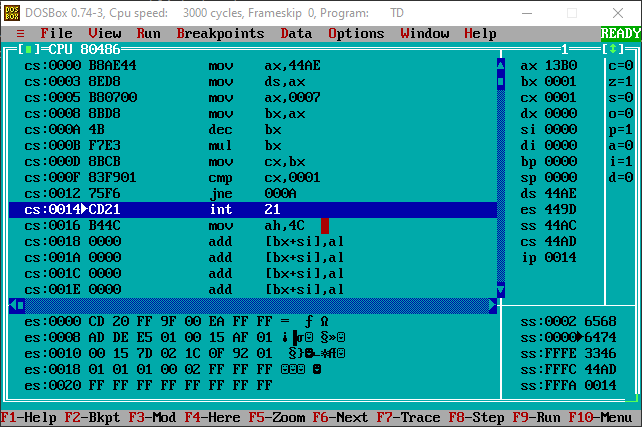 DOSBox 0.74-3, Cpu speed: 3000 cycles, Frameskip 0, Program: TD
≡ File View Run Breakpoints Data Options Window Help READY
[■]=CPU 80486 1=[↕]
cs:0000 B8AE44 mov ax,44AE ax 13B0 c=0
cs:0003 8ED8 mov ds,ax bx 0001 z=1
cs:0005 B80700 mov ax,0007 cx 0001 s=0
cs:0008 8BD8 mov bx,ax dx 0000 o=0
cs:000A 4B dec bx si 0000 p=1
cs:000B F7E3 mul bx di 0000 a=0
cs:000D 8BCB mov cx,bx bp 0000 i=1
cs:000F 83F901 cmp cx,0001 sp 0000 d=0
cs:0012 75F6 jne 000A ds 44AE
cs:0014►CD21 int 21 es 449D
cs:0016 B44C mov ah,4C ss 44AC
cs:0018 0000 add [bx+si],al cs 44AD
cs:001A 0000 add [bx+si],al ip 0014
cs:001C 0000 add [bx+si],al
cs:001E 0000 add [bx+si],al
es:0000 CD 20 FF 9F 00 EA FF FF = ƒ Ω ss:0002 6568
es:0008 AD DE E5 01 00 15 AF 01 ¡▐σ☺ §»☺ ss:0000►6474
es:0010 00 15 7D 02 1C 0F 92 01 §}☻∟☼Æ☺ ss:FFFE 3346
es:0018 01 01 01 00 02 FF FF FF ☺☺☺ ☻ ss:FFFC 44AD
es:0020 FF FF FF FF FF FF FF FF ss:FFFA 0014
F1-Help F2-Bkpt F3-Mod F4-Here F5-Zoom F6-Next F7-Trace F8-Step F9-Run F10-Menu